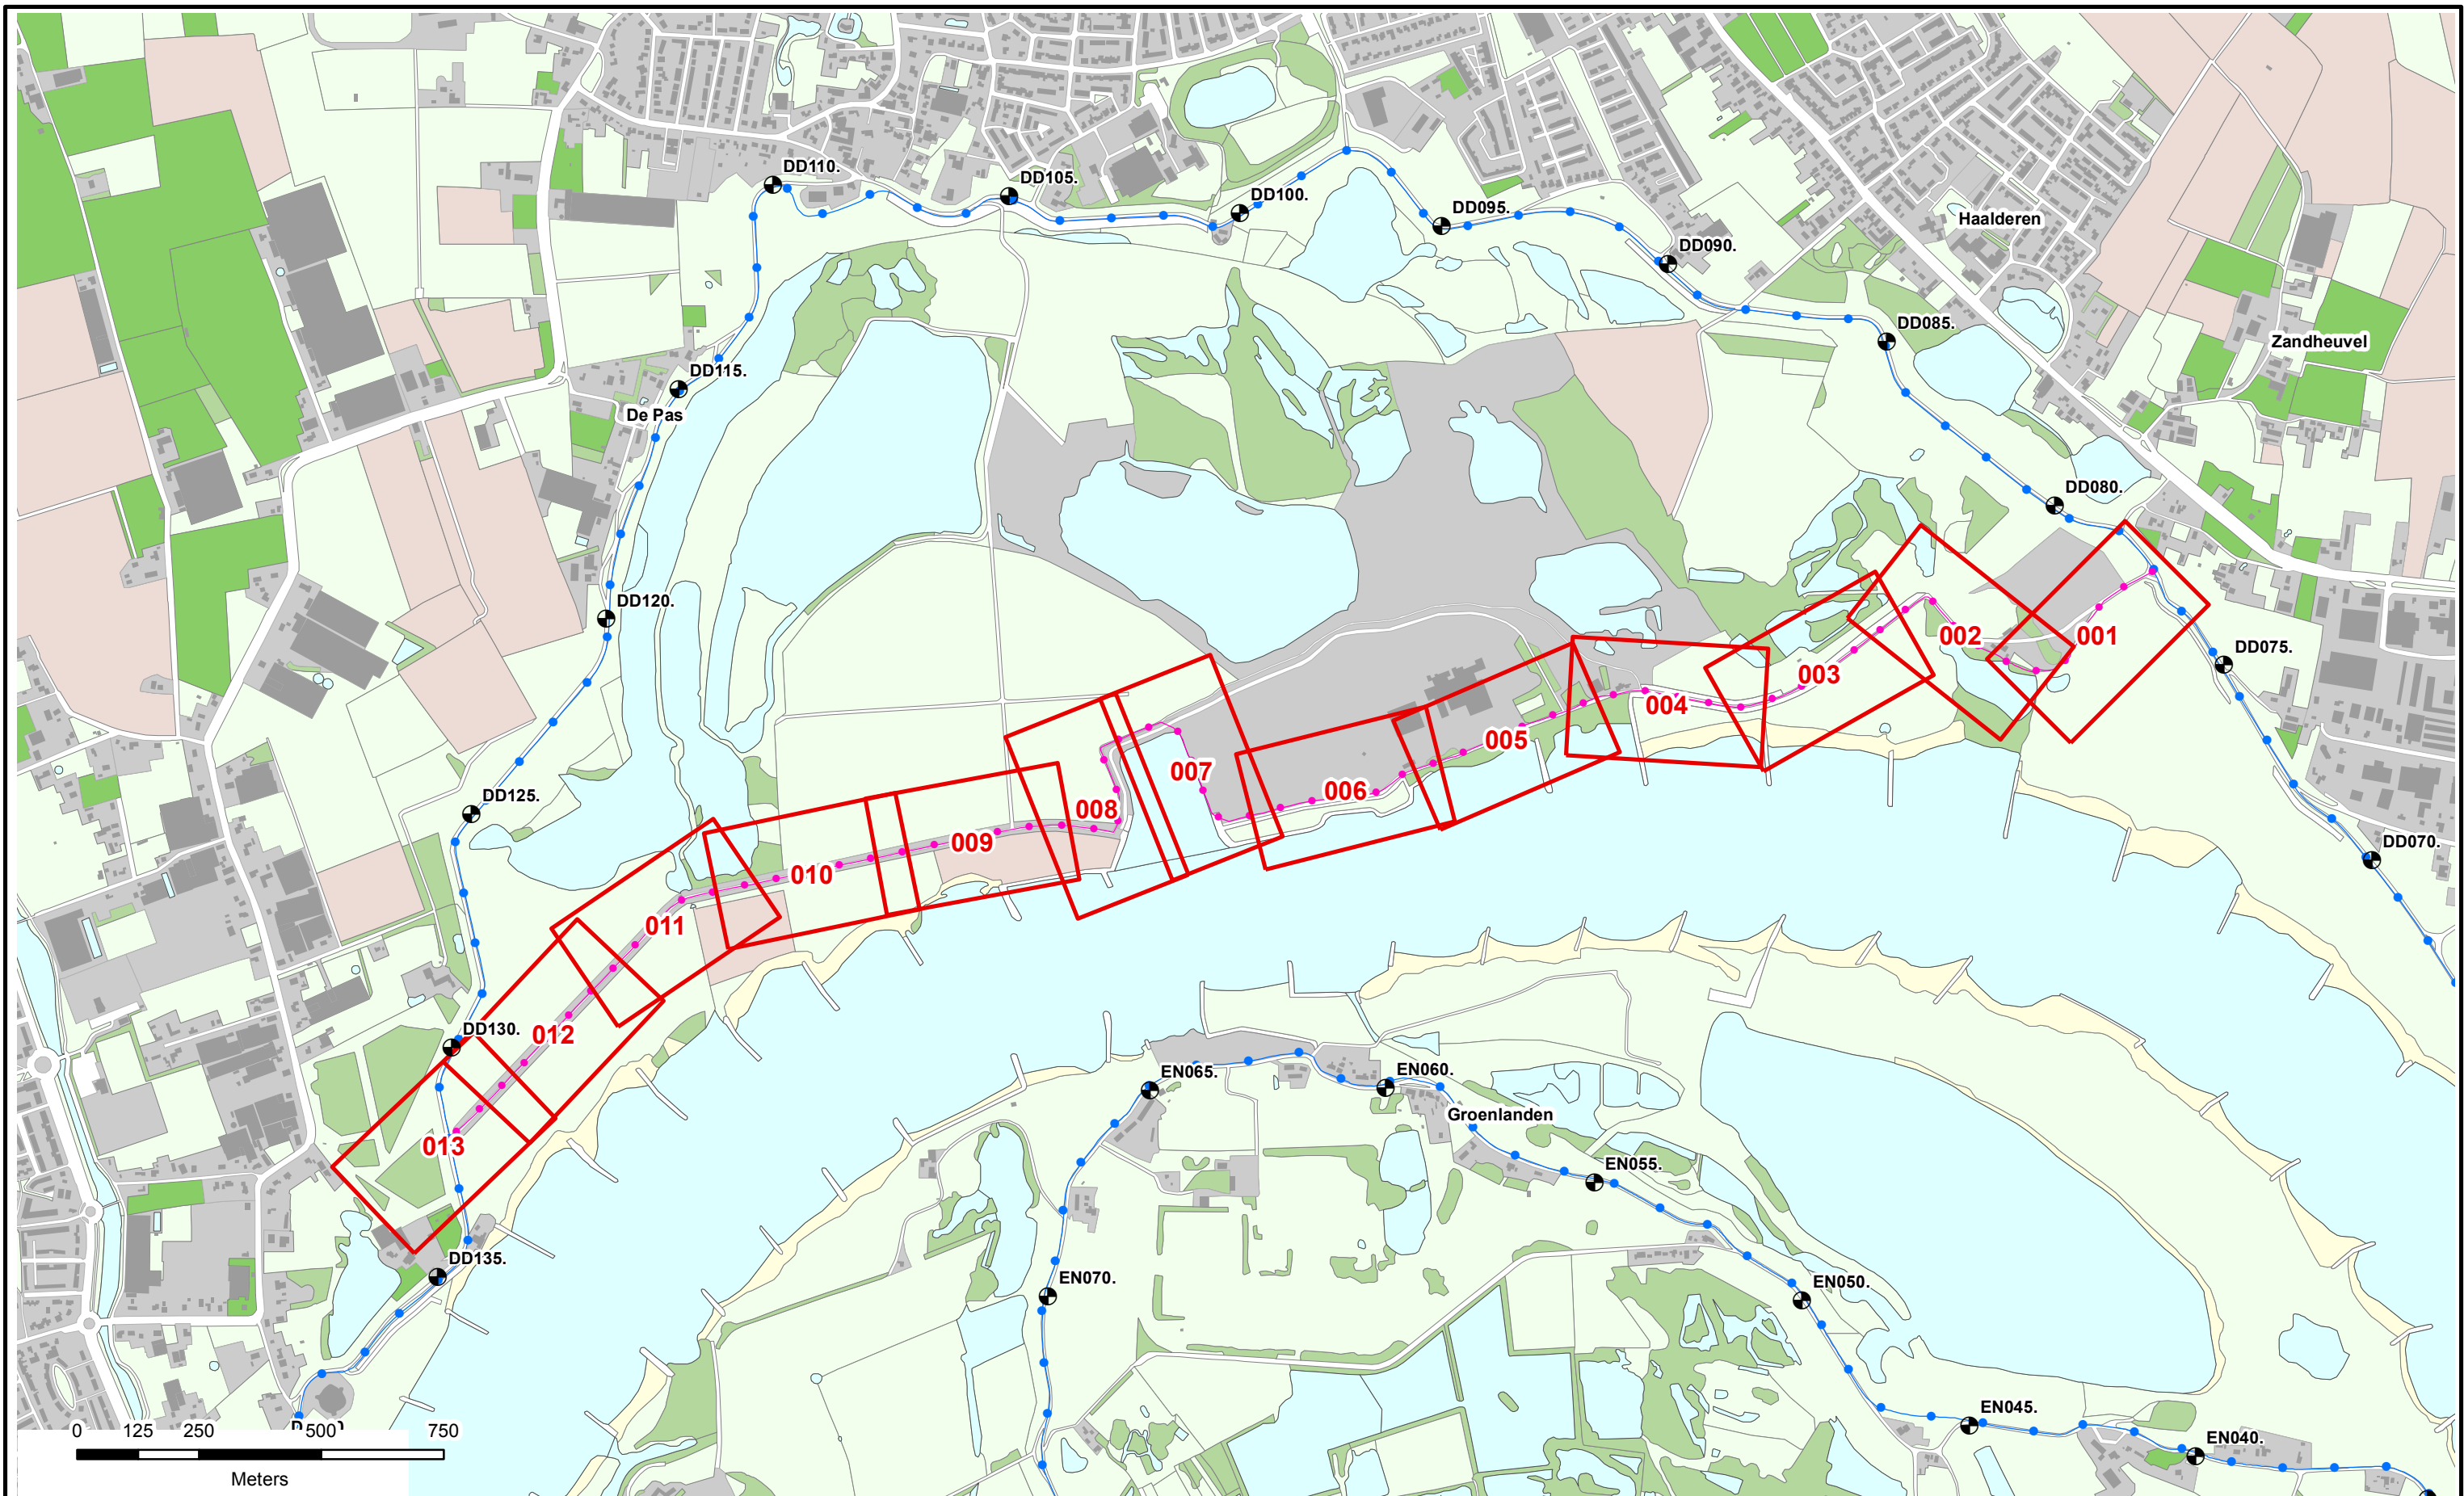 DD110.
DD105.
DD100.
DD095.
DD090.
Haalderen
DD085.
Zandheuvel
DD115.
De Pas
DD080.
DD120.
002
001
DD075.
003
004
005
007
006
008
009
010
DD125.
DD070.
011
012
DD130.
013
EN065.
EN060.
Groenlanden
EN055.
DD135.
EN070.
EN050.
EN045.
EN040.
0 125 250 500 750
Meters